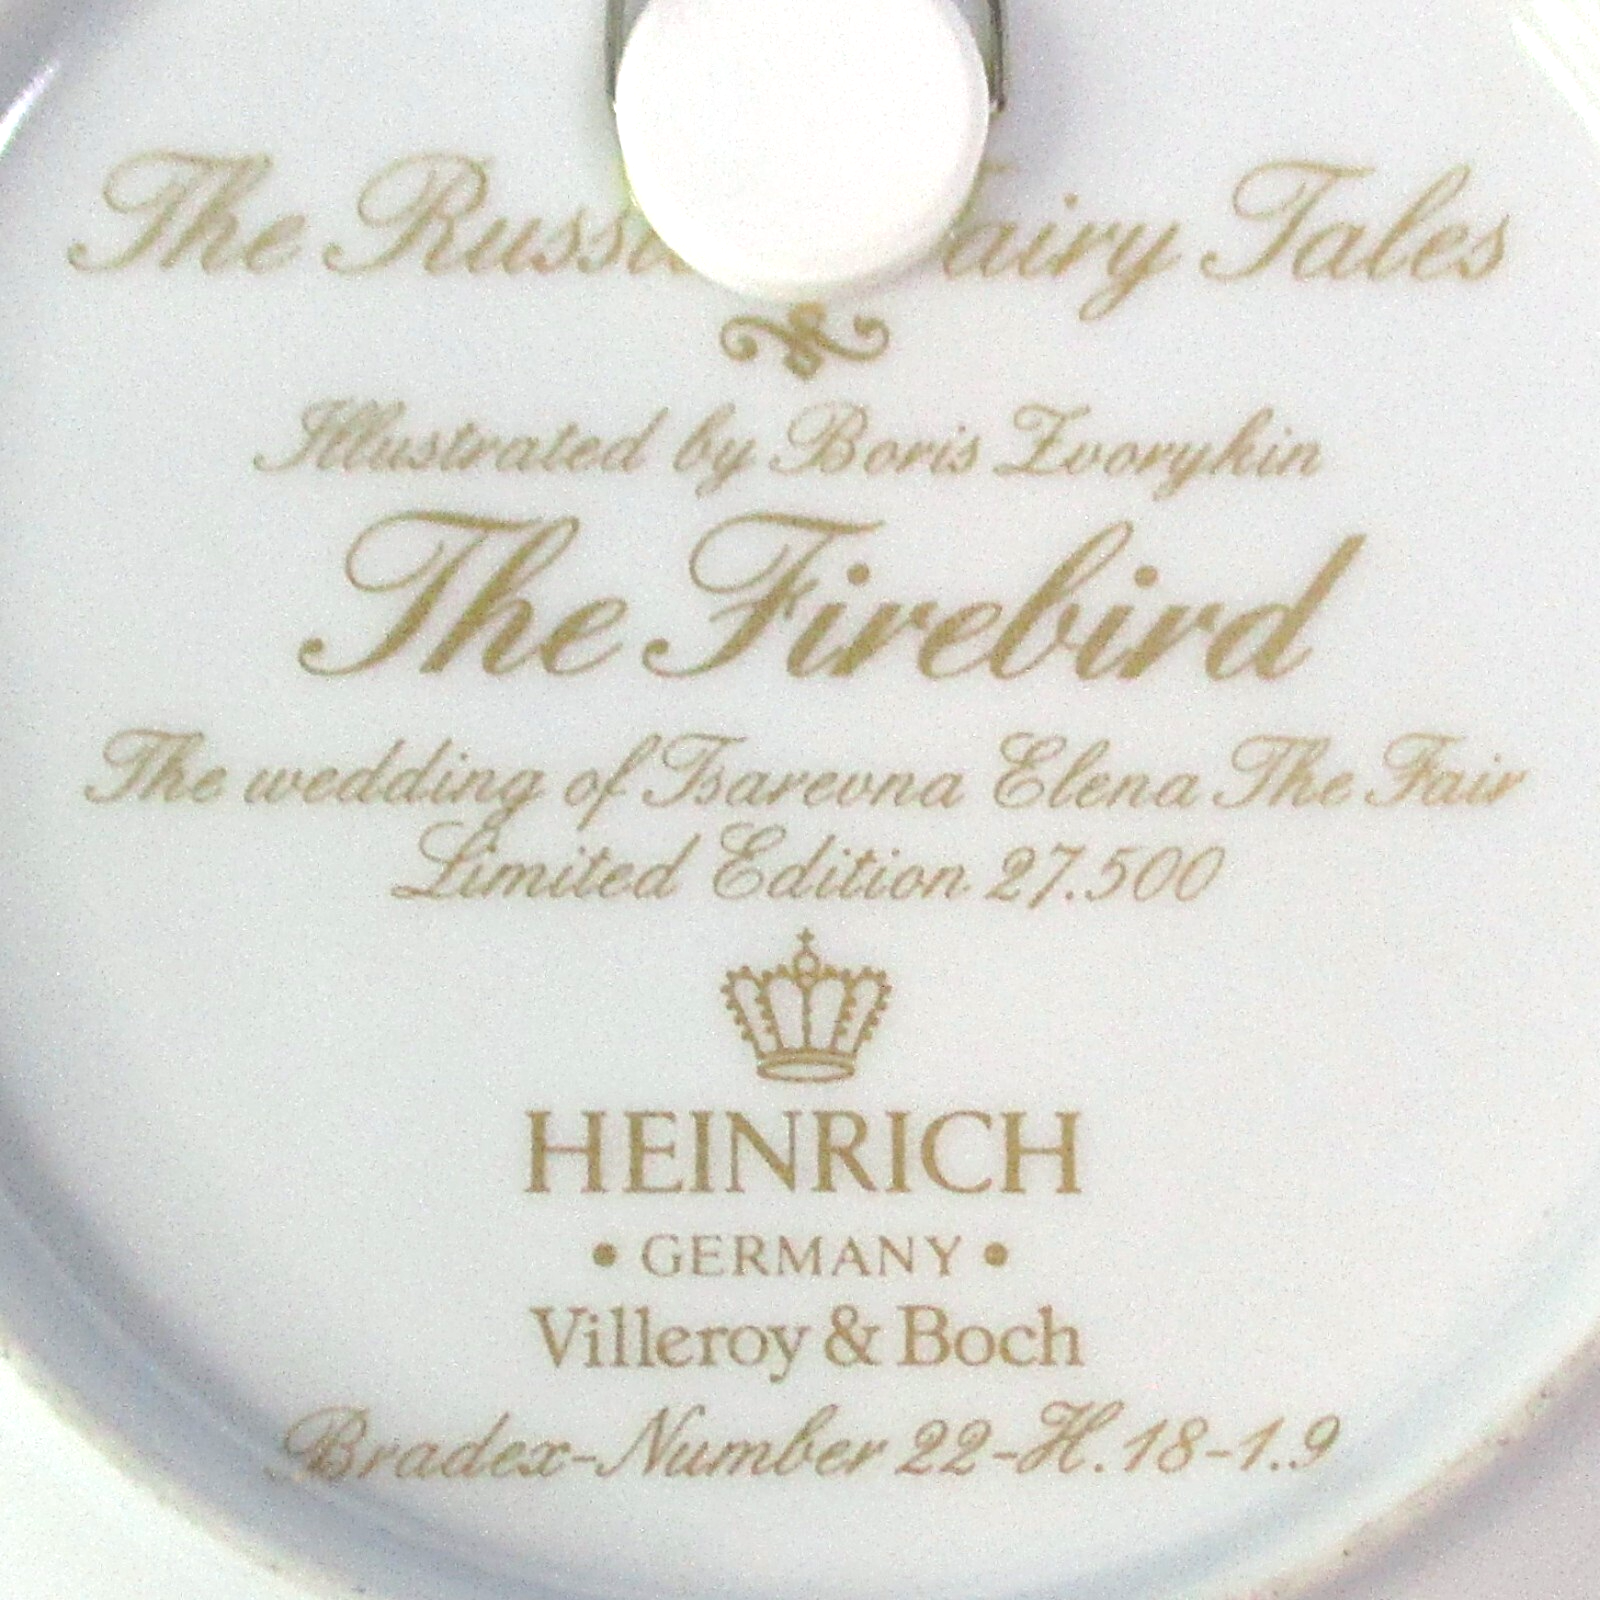 The Russi airy Tales
Illustrated by Boris Zvorykin
The Firebird
The wedding of Tsarevna Elena The Fair
Limited Edition 27.500
HEINRICH
• GERMANY •
Villeroy & Boch
Bradex-Number 22-H.18-1.9